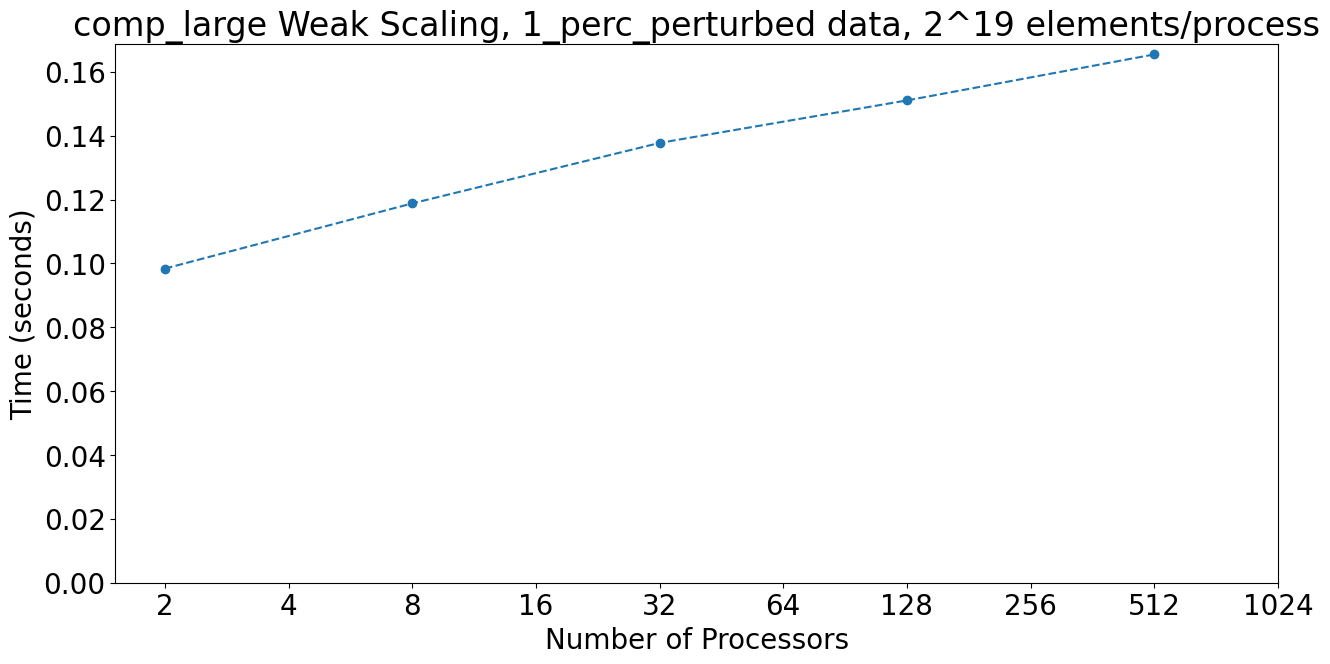 comp_large Weak Scaling, 1_perc_perturbed data, 2^19 elements/process
0.16
0.14
0.12
0.10
0.08
0.06
0.04
0.02
0.00
Time (seconds)
2 4 8 16 32 64 128 256 512 1024
Number of Processors